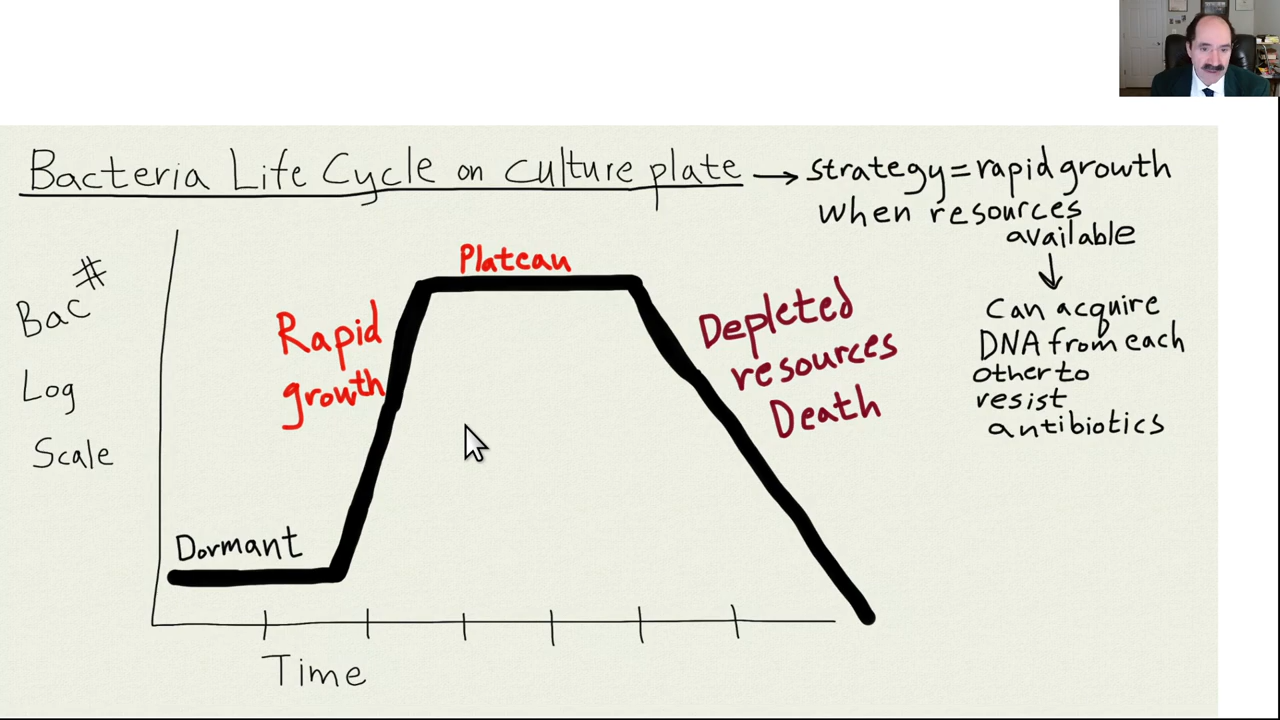 Bacteria Life Cycle on culture plate → strategy = rapid growth
when resources
available
↓
Can acquire
DNA from each
other to
resist
antibiotics
Bac #
Log
Scale
Dormant
Rapid
growth
Plateau
Depleted
resources
Death
Time